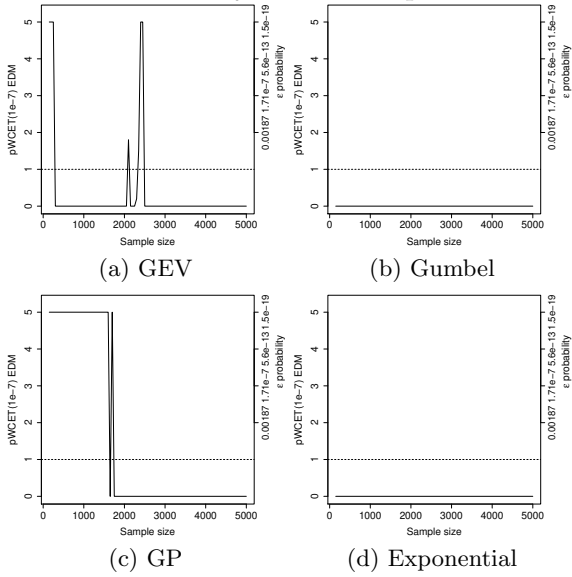 5
4
3
2
1
0
pWCET(1e-7) EDM
0.00187 1.71e-7 5.6e-13 1.5e-19
ε probability
0 1000 2000 3000 4000 5000
Sample size
(a) GEV
5
4
3
2
1
0
pWCET(1e-7) EDM
0.00187 1.71e-7 5.6e-13 1.5e-19
ε probability
0 1000 2000 3000 4000 5000
Sample size
(b) Gumbel
5
4
3
2
1
0
pWCET(1e-7) EDM
0.00187 1.71e-7 5.6e-13 1.5e-19
ε probability
0 1000 2000 3000 4000 5000
Sample size
(c) GP
5
4
3
2
1
0
pWCET(1e-7) EDM
0.00187 1.71e-7 5.6e-13 1.5e-19
ε probability
0 1000 2000 3000 4000 5000
Sample size
(d) Exponential